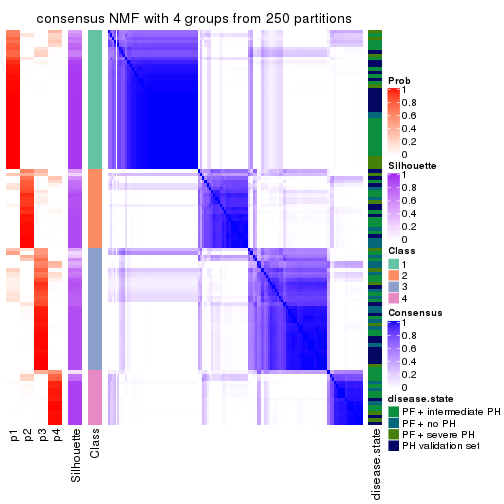 consensus NMF with 4 groups from 250 partitions
Prob
1
0.8
0.6
0.4
0.2
0
Silhouette
1
0.8
0.6
0.4
0.2
0
Class
1
2
3
4
Consensus
1
0.8
0.6
0.4
0.2
0
disease.state
PF + intermediate PH
PF + no PH
PF + severe PH
PH validation set
p1
p2
p3
p4
Silhouette
Class
disease.state